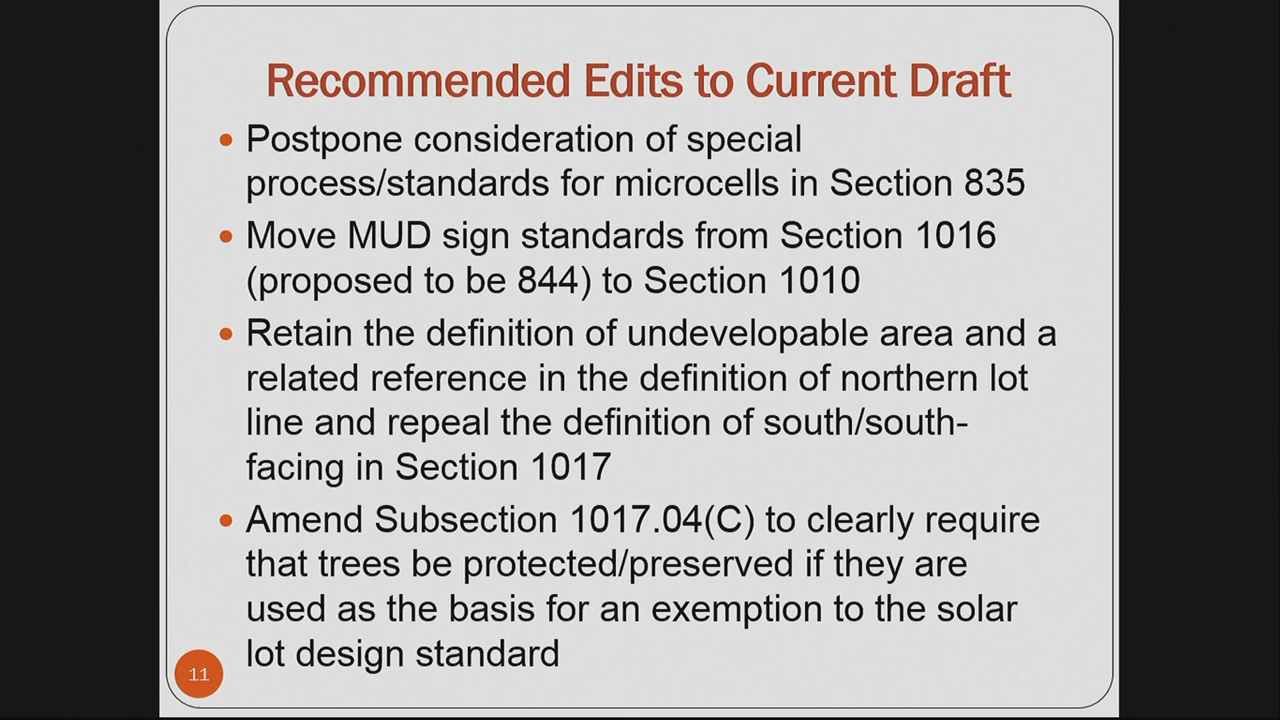 Recommended Edits to Current Draft
• Postpone consideration of special
process/standards for microcells in Section 835
• Move MUD sign standards from Section 1016
(proposed to be 844) to Section 1010
• Retain the definition of undevelopable area and a
related reference in the definition of northern lot
line and repeal the definition of south/south-
facing in Section 1017
• Amend Subsection 1017.04(C) to clearly require
that trees be protected/preserved if they are
used as the basis for an exemption to the solar
lot design standard
11